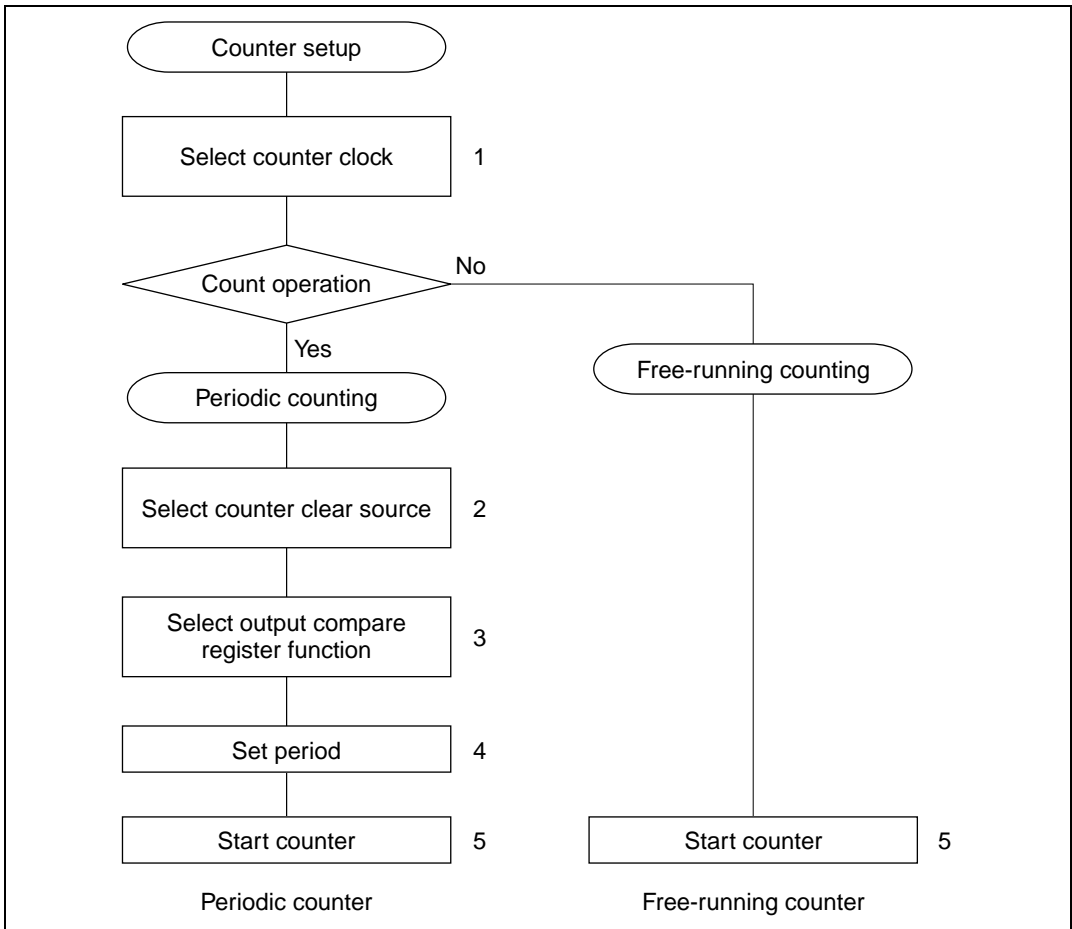 Counter setup
Select counter clock 1
Count operation
No
Yes
Free-running counting
Periodic counting
Select counter clear source 2
Select output compare
register function
3
Set period 4
Start counter 5
Start counter 5
Periodic counter
Free-running counter